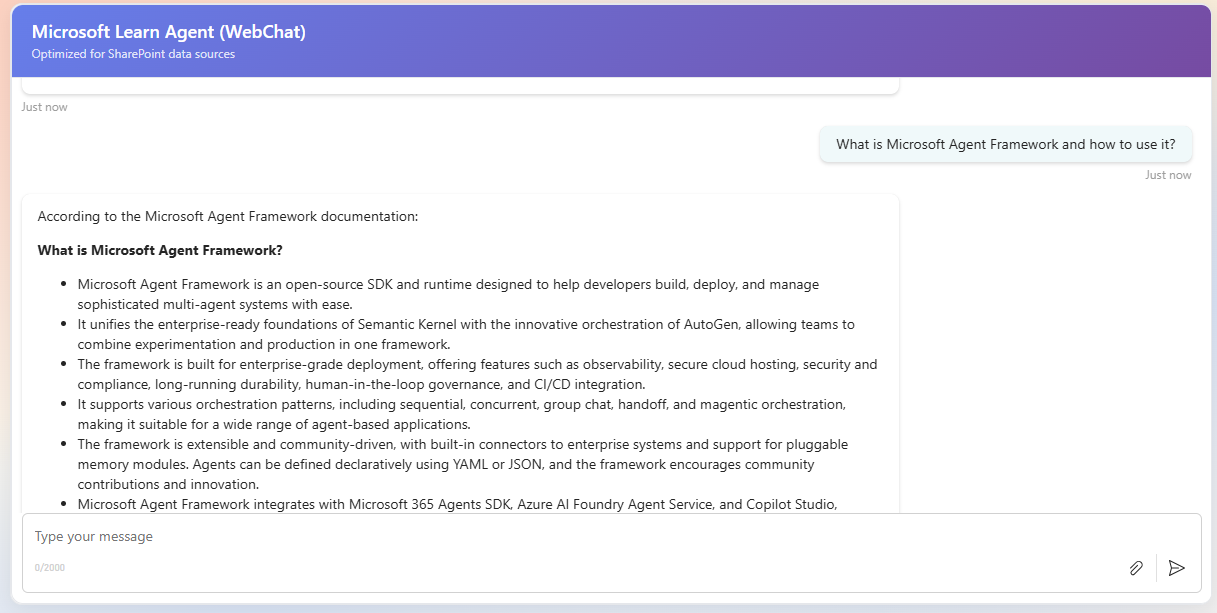 Microsoft Learn Agent (WebChat)
Optimized for SharePoint data sources
Just now
What is Microsoft Agent Framework and how to use it?
Just now
According to the Microsoft Agent Framework documentation:
What is Microsoft Agent Framework?
• Microsoft Agent Framework is an open-source SDK and runtime designed to help developers build, deploy, and manage
sophisticated multi-agent systems with ease.
• It unifies the enterprise-ready foundations of Semantic Kernel with the innovative orchestration of AutoGen, allowing teams to
combine experimentation and production in one framework.
• The framework is built for enterprise-grade deployment, offering features such as observability, secure cloud hosting, security and
compliance, long-running durability, human-in-the-loop governance, and CI/CD integration.
• It supports various orchestration patterns, including sequential, concurrent, group chat, handoff, and magentic orchestration,
making it suitable for a wide range of agent-based applications.
• The framework is extensible and community-driven, with built-in connectors to enterprise systems and support for pluggable
memory modules. Agents can be defined declaratively using YAML or JSON, and the framework encourages community
contributions and innovation.
• Microsoft Agent Framework integrates with Microsoft 365 Agents SDK, Azure AI Foundry Agent Service, and Copilot Studio,
Type your message
0/2000